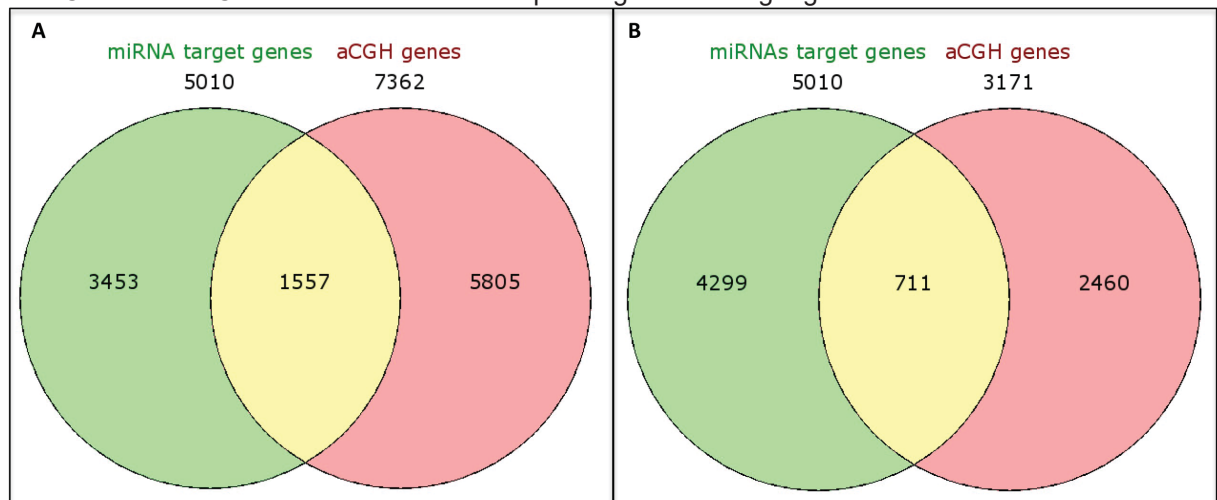 A
miRNA target genes aCGH genes
5010 7362
3453 1557 5805
B
miRNAs target genes aCGH genes
5010 3171
4299 711 2460